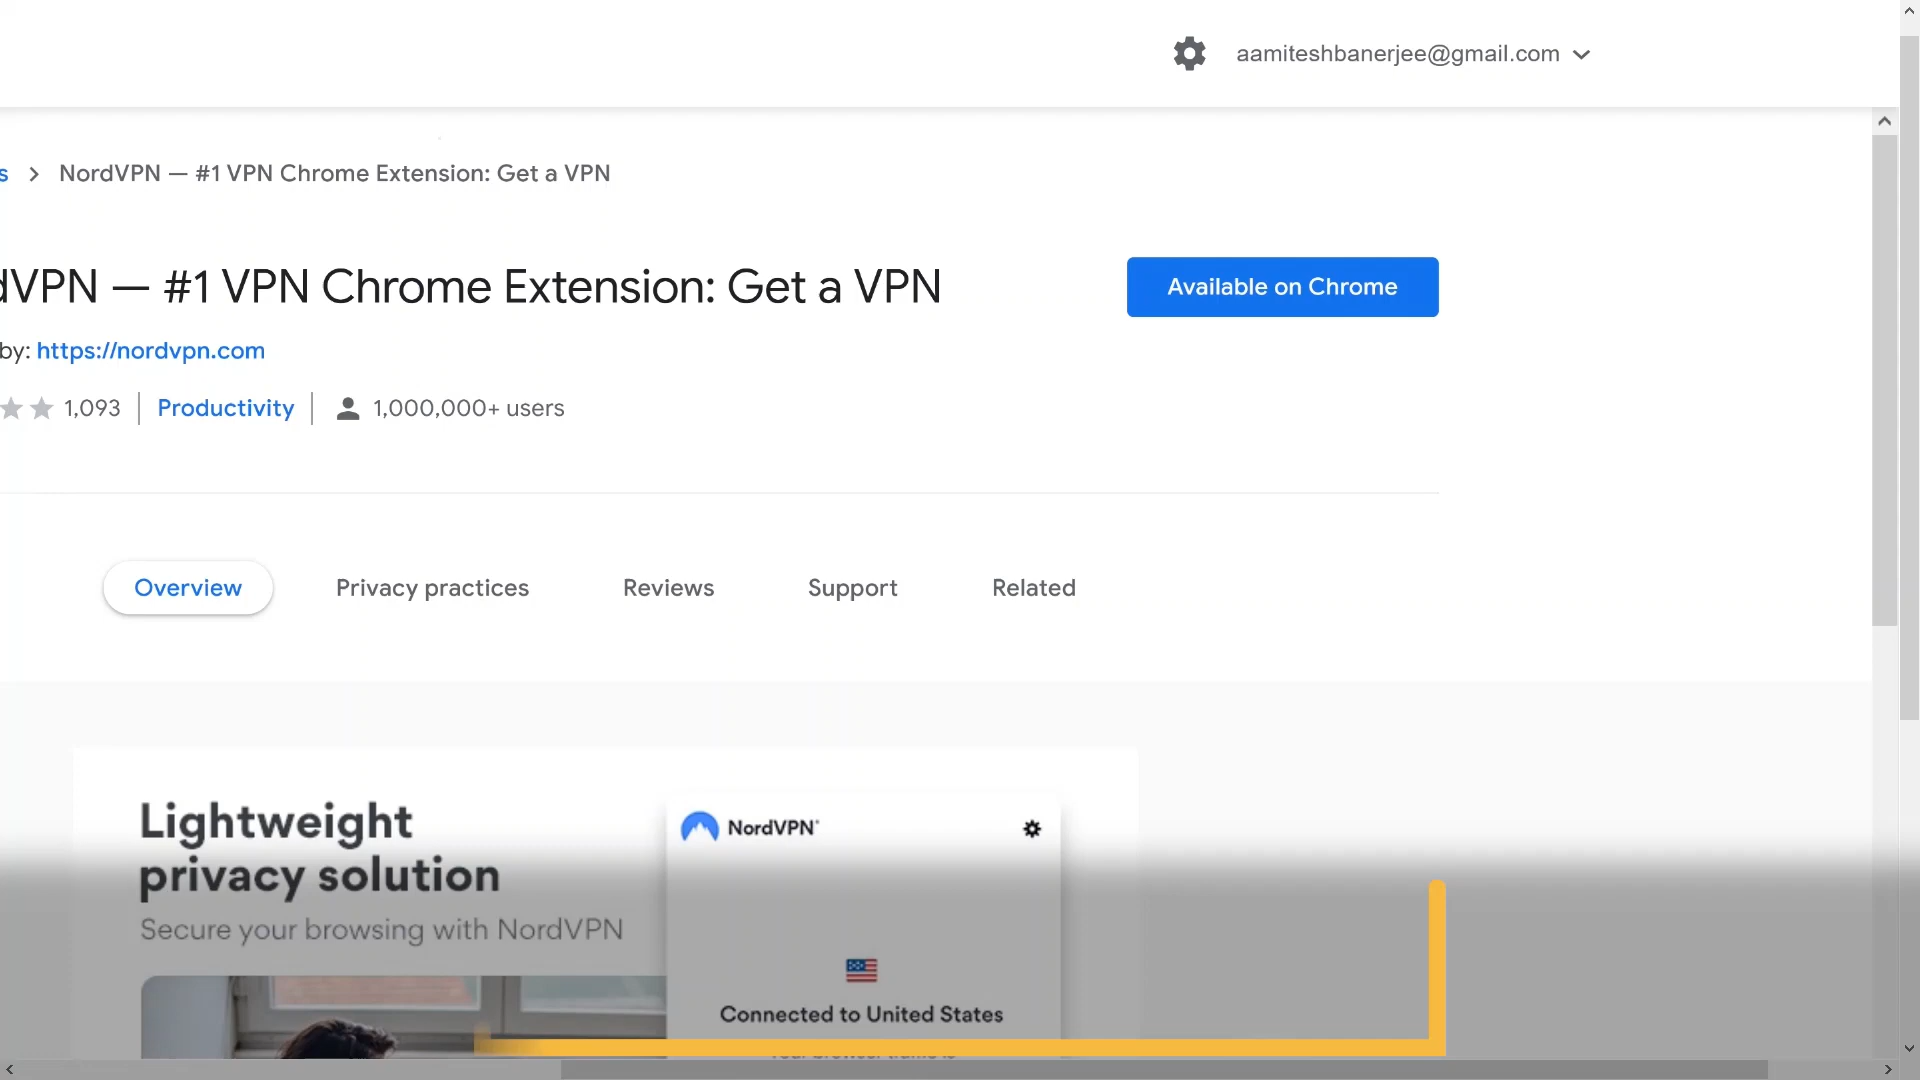 aamiteshbanerjee@gmail.com
s > NordVPN — #1 VPN Chrome Extension: Get a VPN
dVPN — #1 VPN Chrome Extension: Get a VPN
Available on Chrome
by: https://nordvpn.com
1,093
Productivity
1,000,000+ users
Overview
Privacy practices
Reviews
Support
Related
Lightweight
privacy solution
Secure your browsing with NordVPN
NordVPN®
Connected to United States